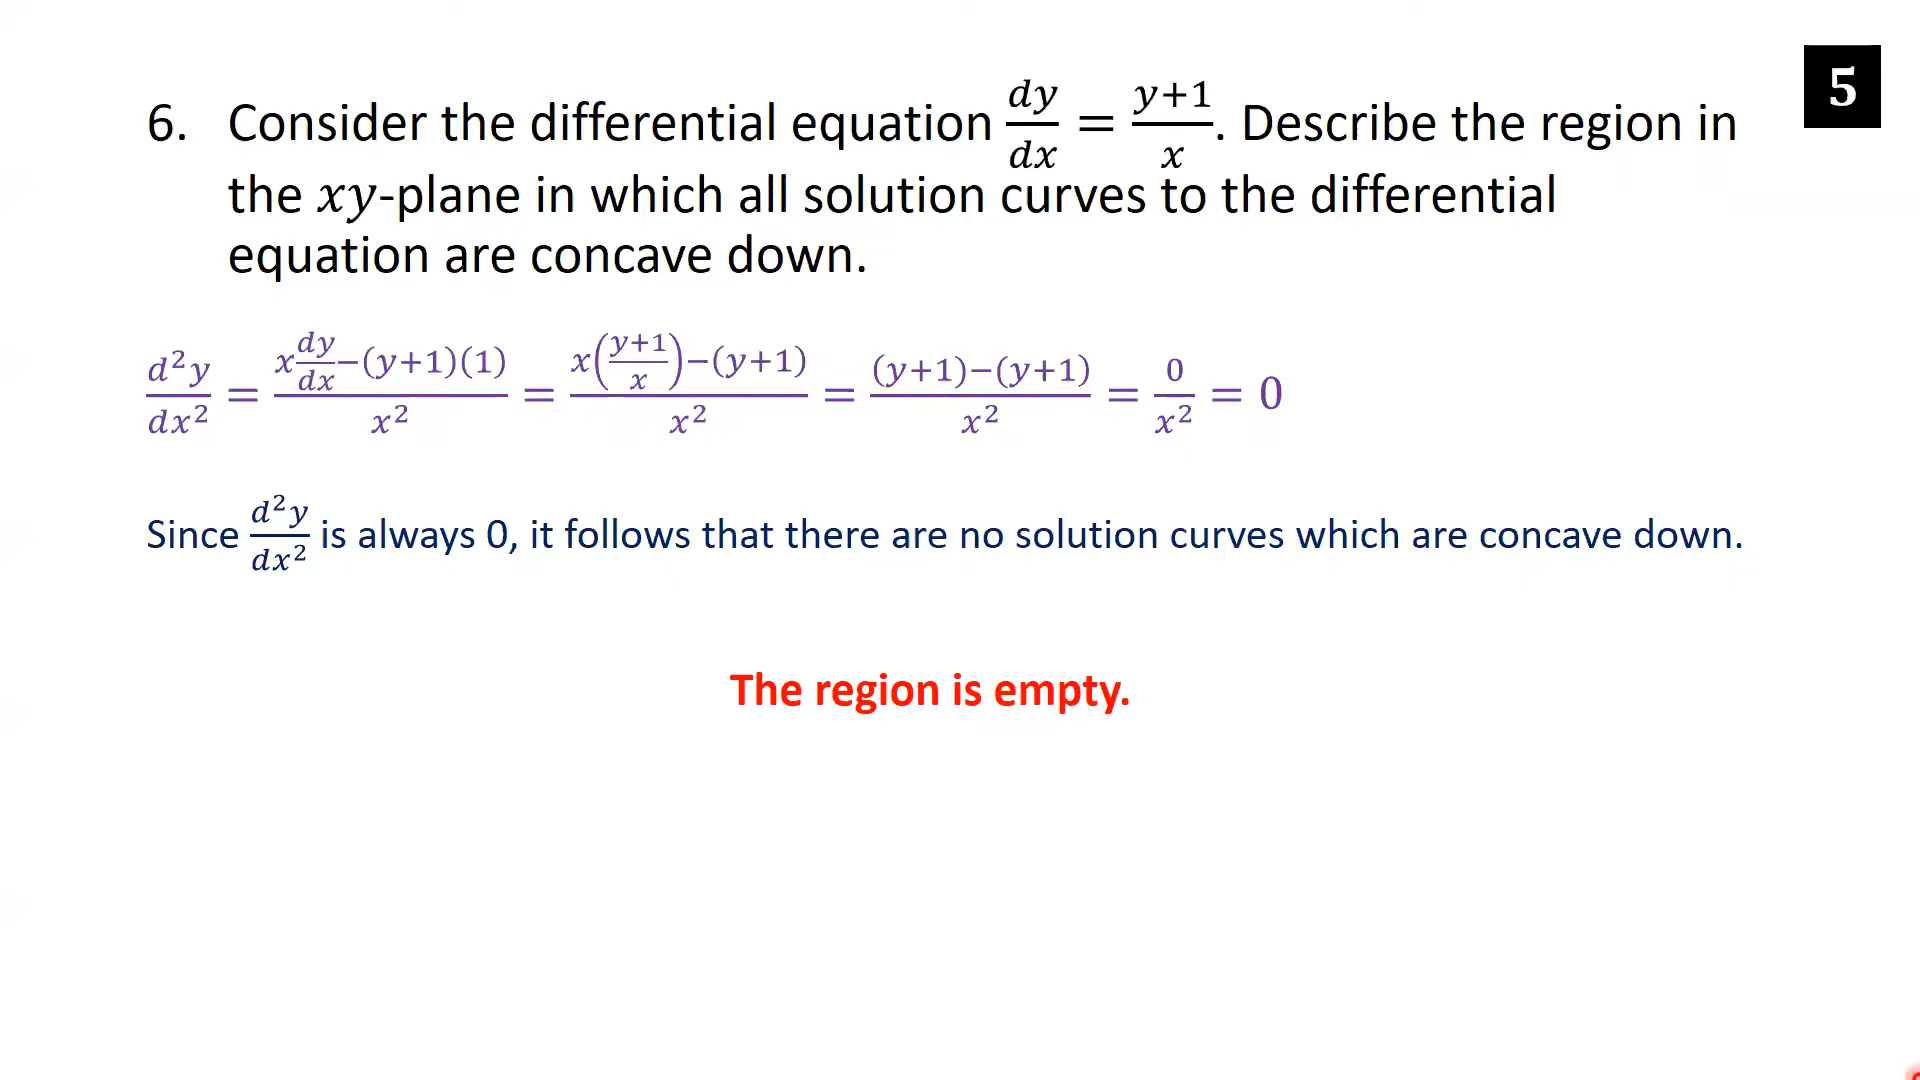 5
6. Consider the differential equation dy/dx = (y+1)/x. Describe the region in
the xy-plane in which all solution curves to the differential
equation are concave down.
d²y/dx² = (x dy/dx −(y+1)(1))/x² = (x((y+1)/x)−(y+1))/x² = ((y+1)−(y+1))/x² = 0/x² = 0
Since d²y/dx² is always 0, it follows that there are no solution curves which are concave down.
The region is empty.